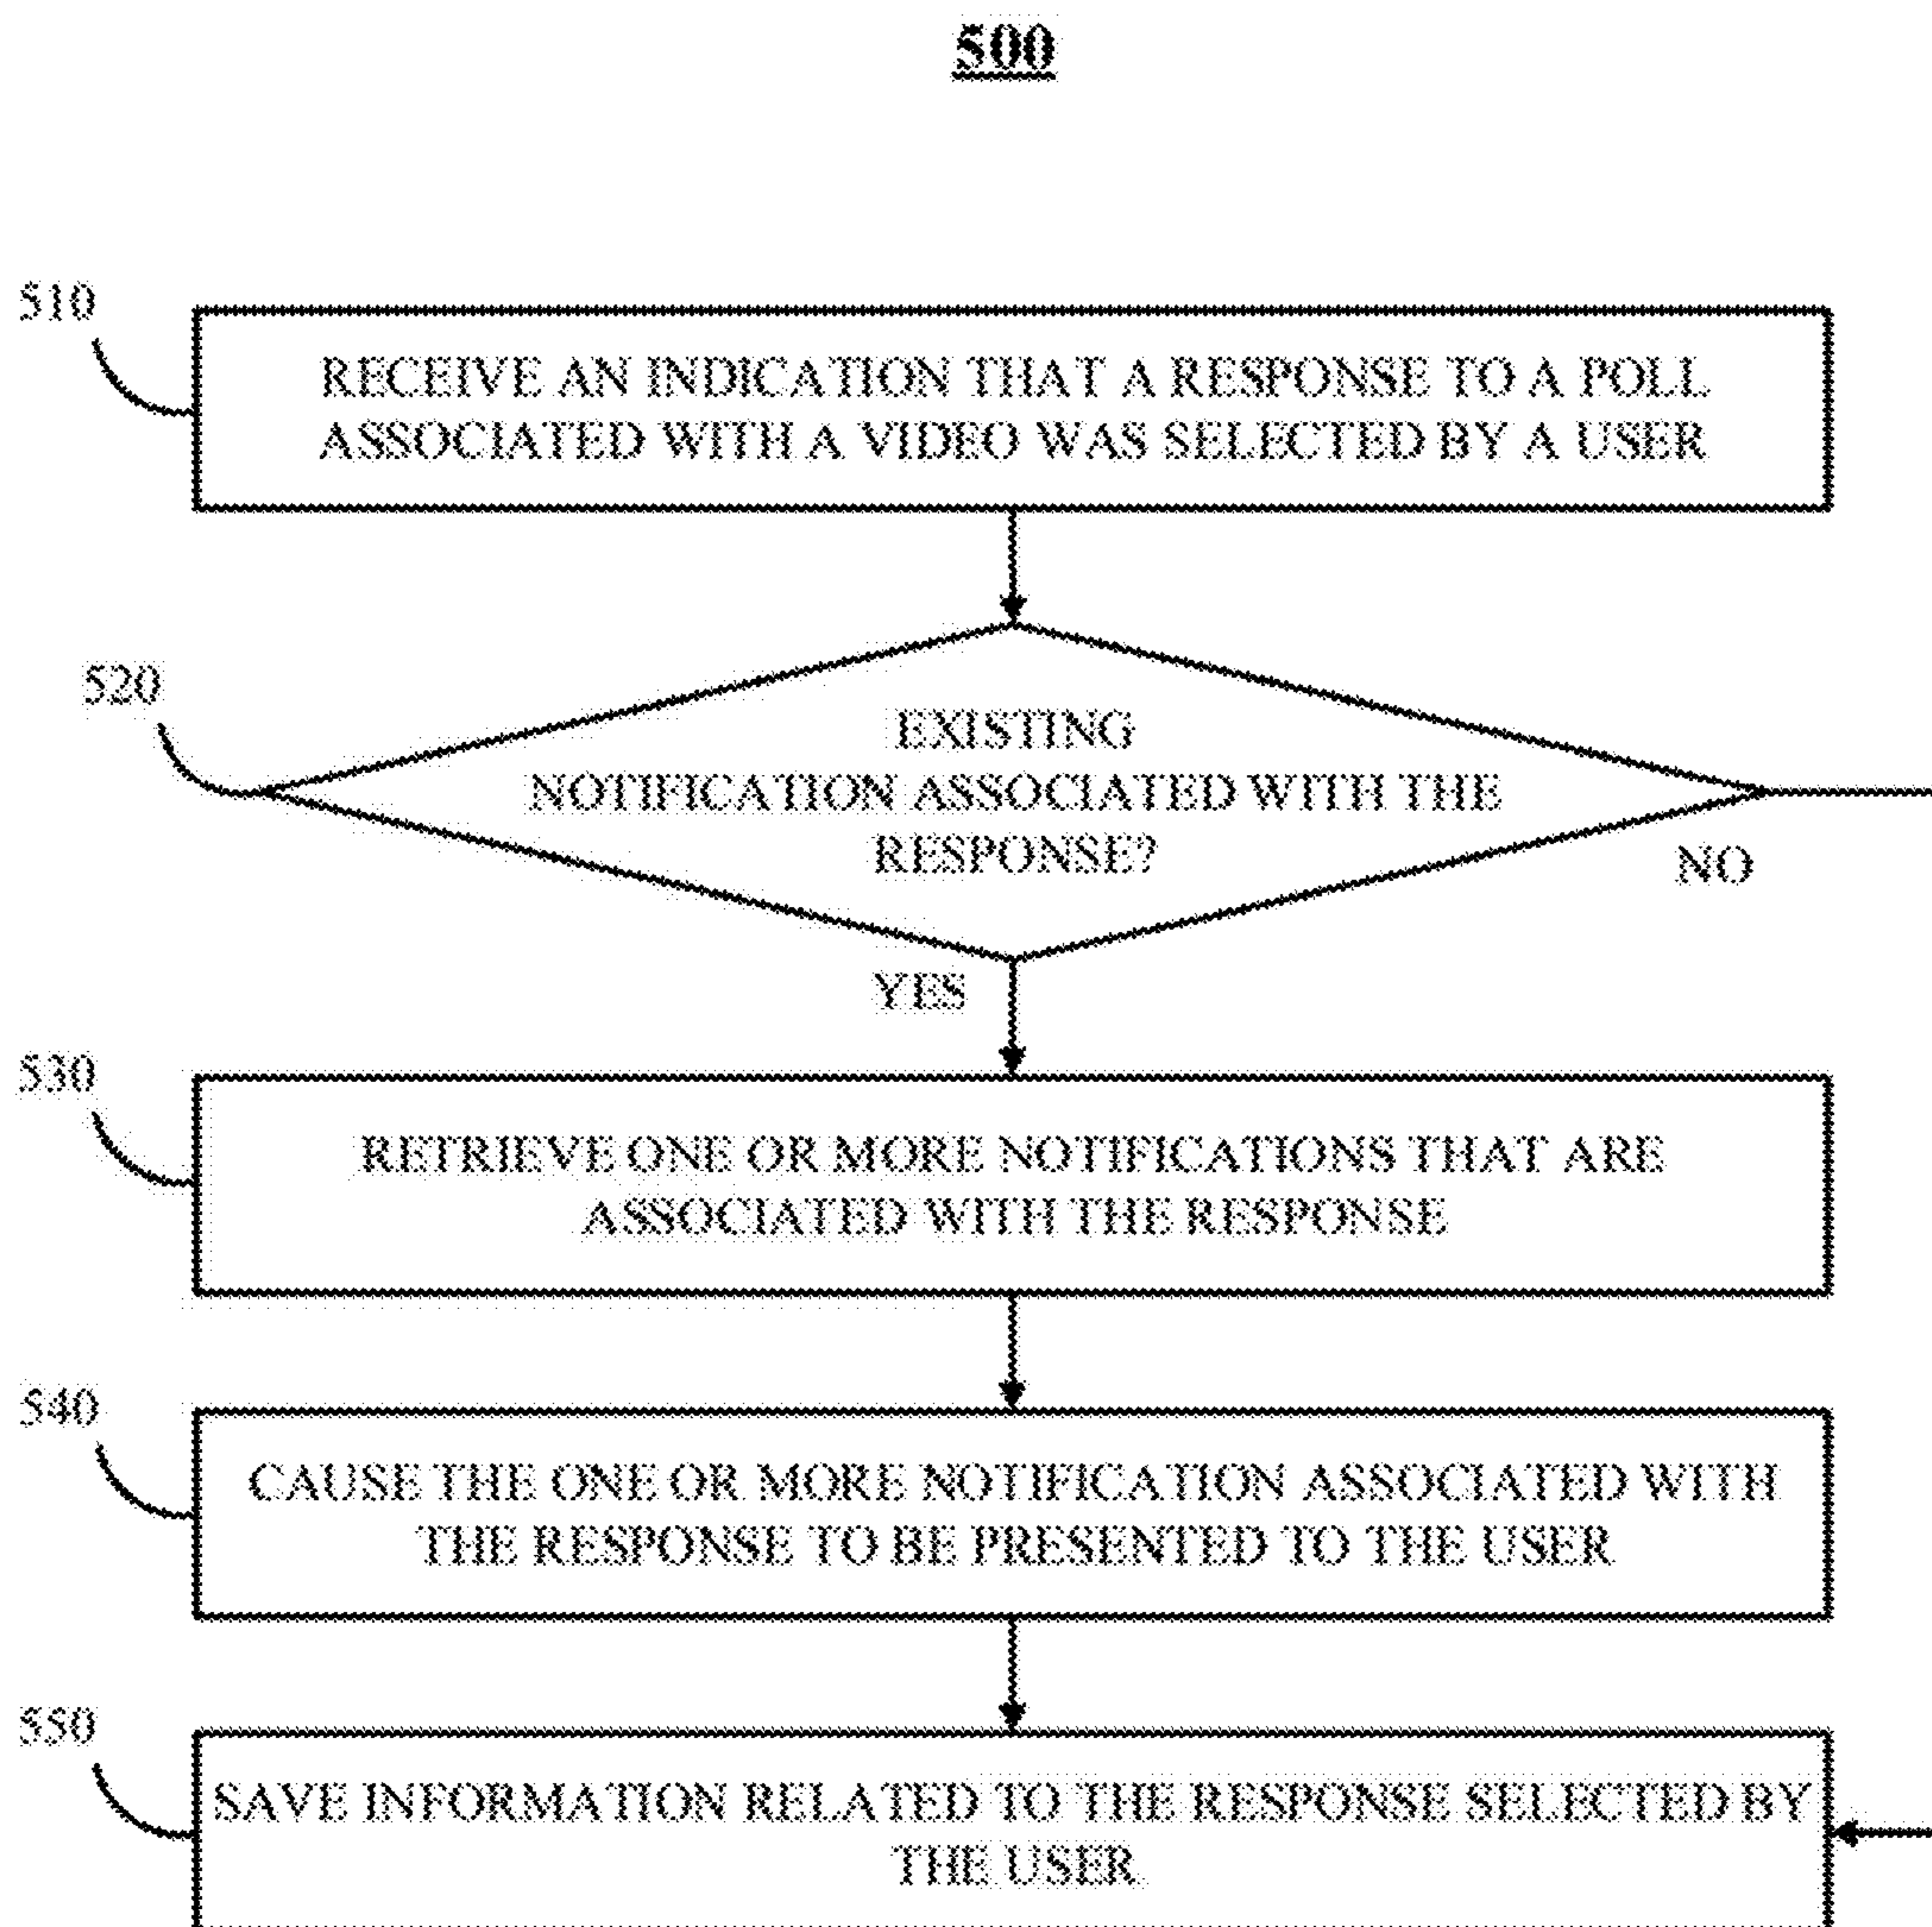 500
510
RECEIVE AN INDICATION THAT A RESPONSE TO A POLL
ASSOCIATED WITH A VIDEO WAS SELECTED BY A USER
520
EXISTING
NOTIFICATION ASSOCIATED WITH THE
RESPONSE?
NO
YES
530
RETRIEVE ONE OR MORE NOTIFICATIONS THAT ARE
ASSOCIATED WITH THE RESPONSE
540
CAUSE THE ONE OR MORE NOTIFICATION ASSOCIATED WITH
THE RESPONSE TO BE PRESENTED TO THE USER
550
SAVE INFORMATION RELATED TO THE RESPONSE SELECTED BY
THE USER